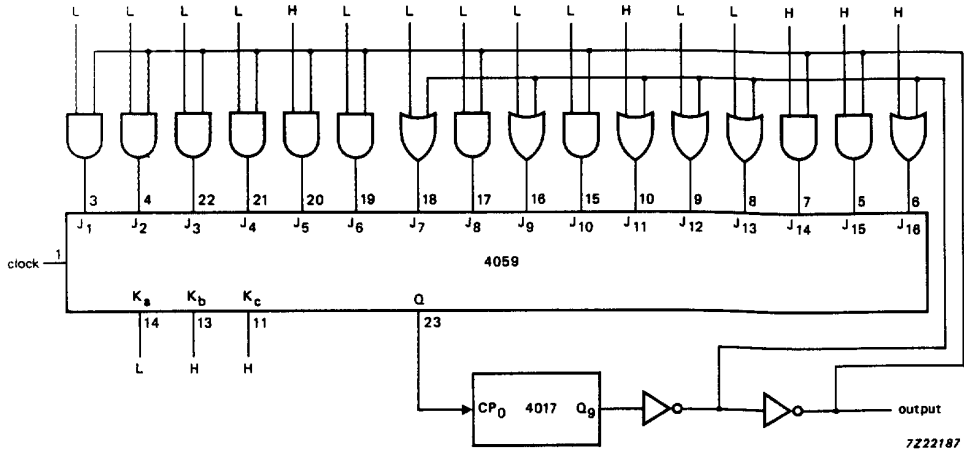 L L L L H L L L L L H L L H H H
3 4 22 21 20 19 18 17 16 15 10 9 8 7 5 6
J1 J2 J3 J4 J5 J6 J7 J8 J9 J10 J11 J12 J13 J14 J15 J16
1
clock 4059
Ka Kb Kc Q
14 13 11 23
L H H
CP0 4017 Q9 output
7Z22187